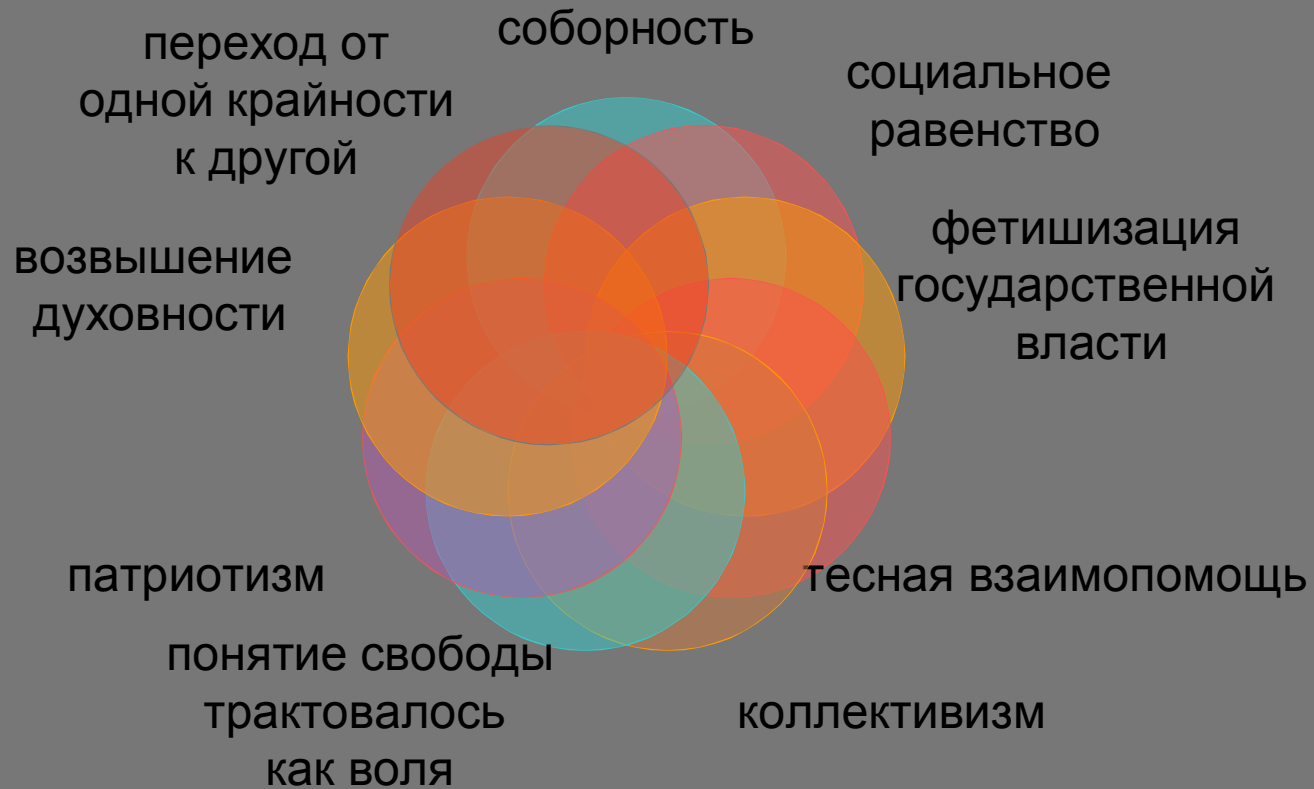 соборность
социальное
равенство
фетишизация
государственной
власти
тесная взаимопомощь
коллективизм
понятие свободы
трактовалось
как воля
патриотизм
возвышение
духовности
переход от
одной крайности
к другой